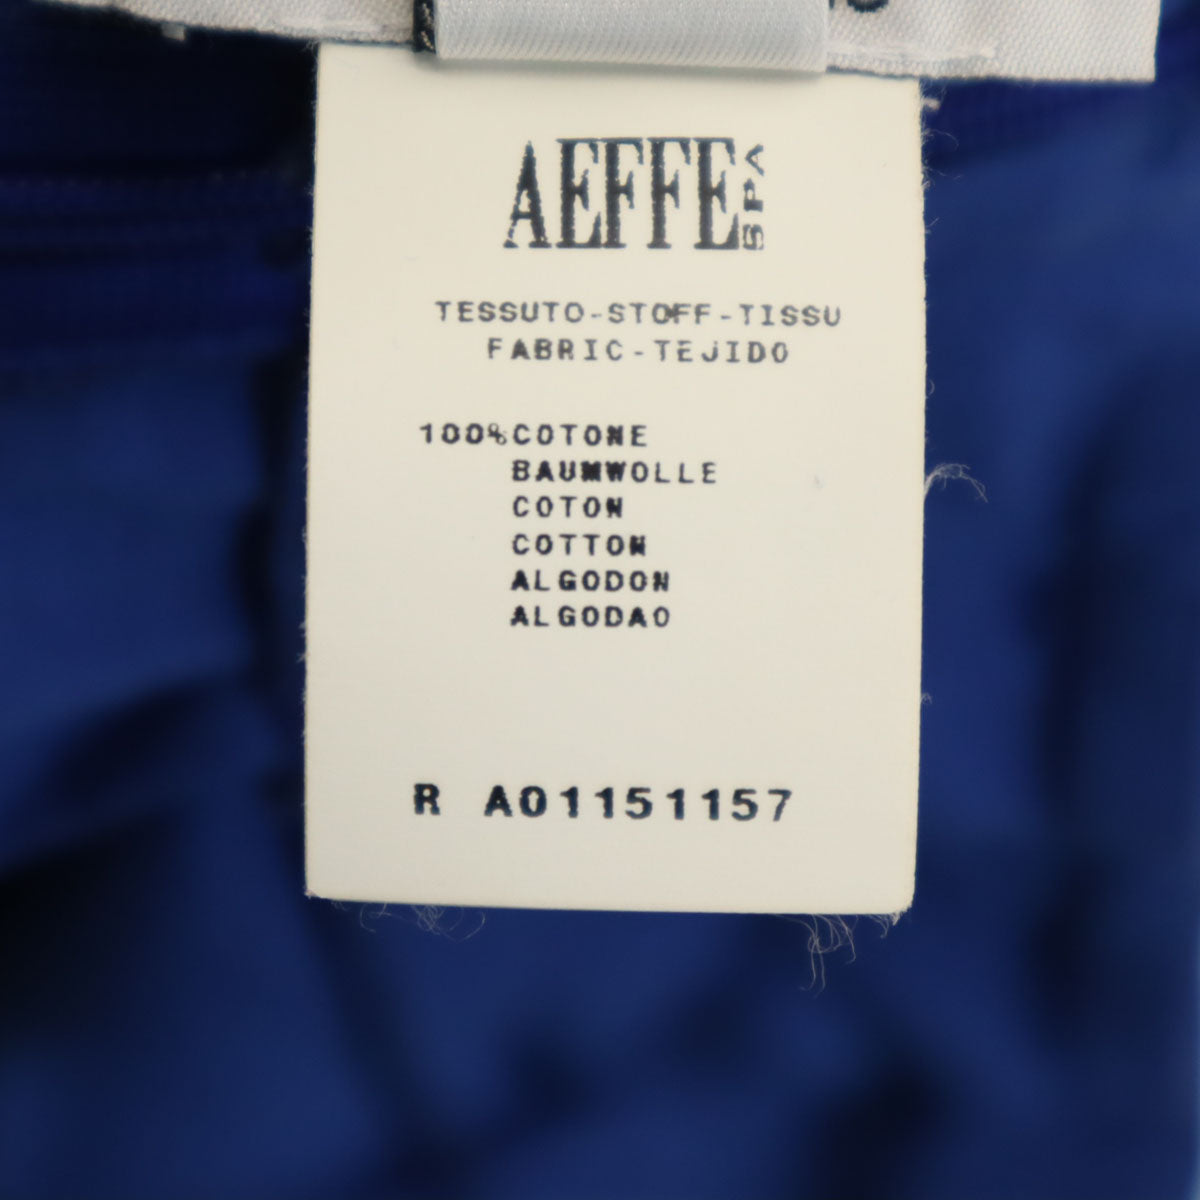 AEFFE SPA
TESSUTO-STOFF-TISSU
FABRIC-TEJIDO
100%COTONE
BAUMWOLLE
COTON
COTTON
ALGODON
ALGODAO
R A01151157